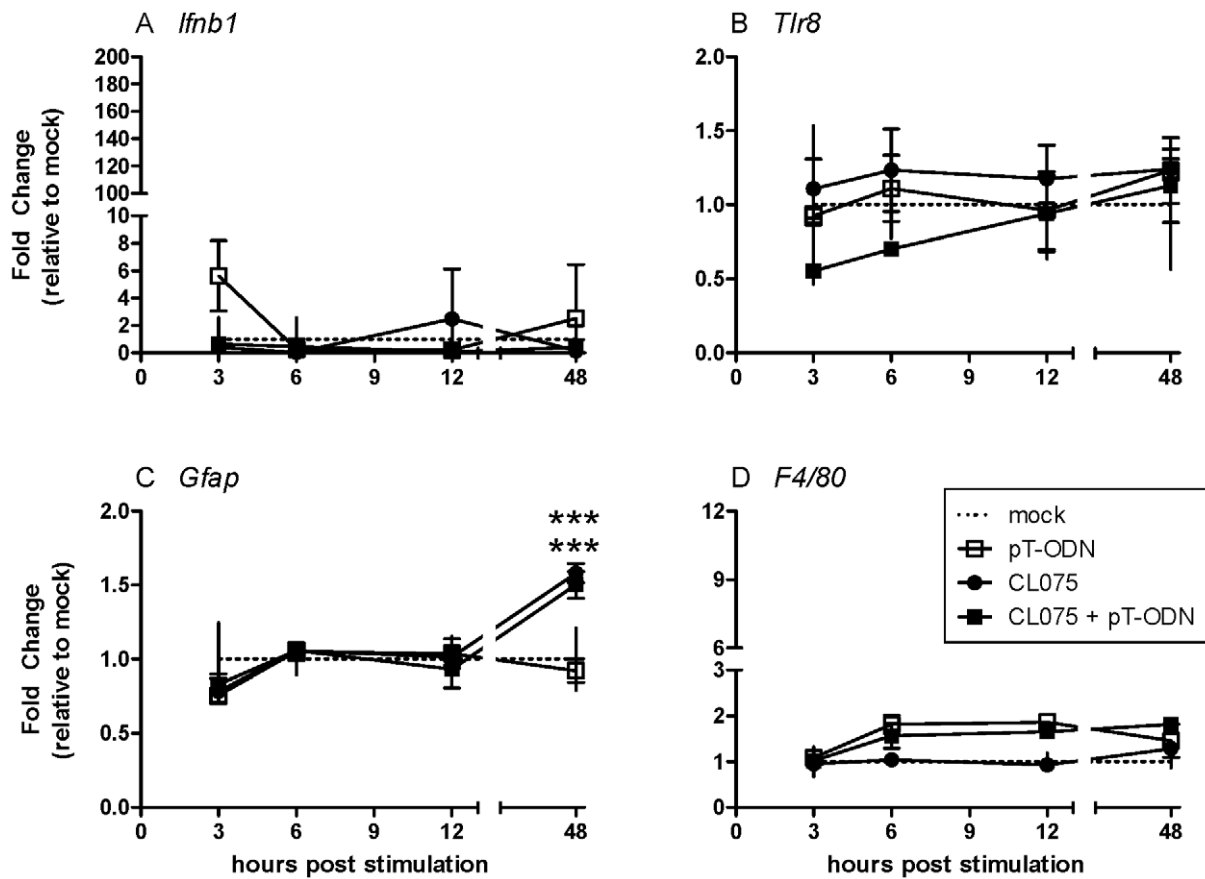 A Ifnb1
200
180
160
140
120
100
10
8
6
4
2
0
Fold Change
(relative to mock)
0 3 6 9 12 48
B Tlr8
2.0
1.5
1.0
0.5
0.0
0 3 6 9 12 48
C Gfap
2.0
1.5
1.0
0.5
0.0
Fold Change
(relative to mock)
***
***
0 3 6 9 12 48
hours post stimulation
D F4/80
12
9
6
3
2
1
0
mock
pT-ODN
CL075
CL075 + pT-ODN
0 3 6 9 12 48
hours post stimulation